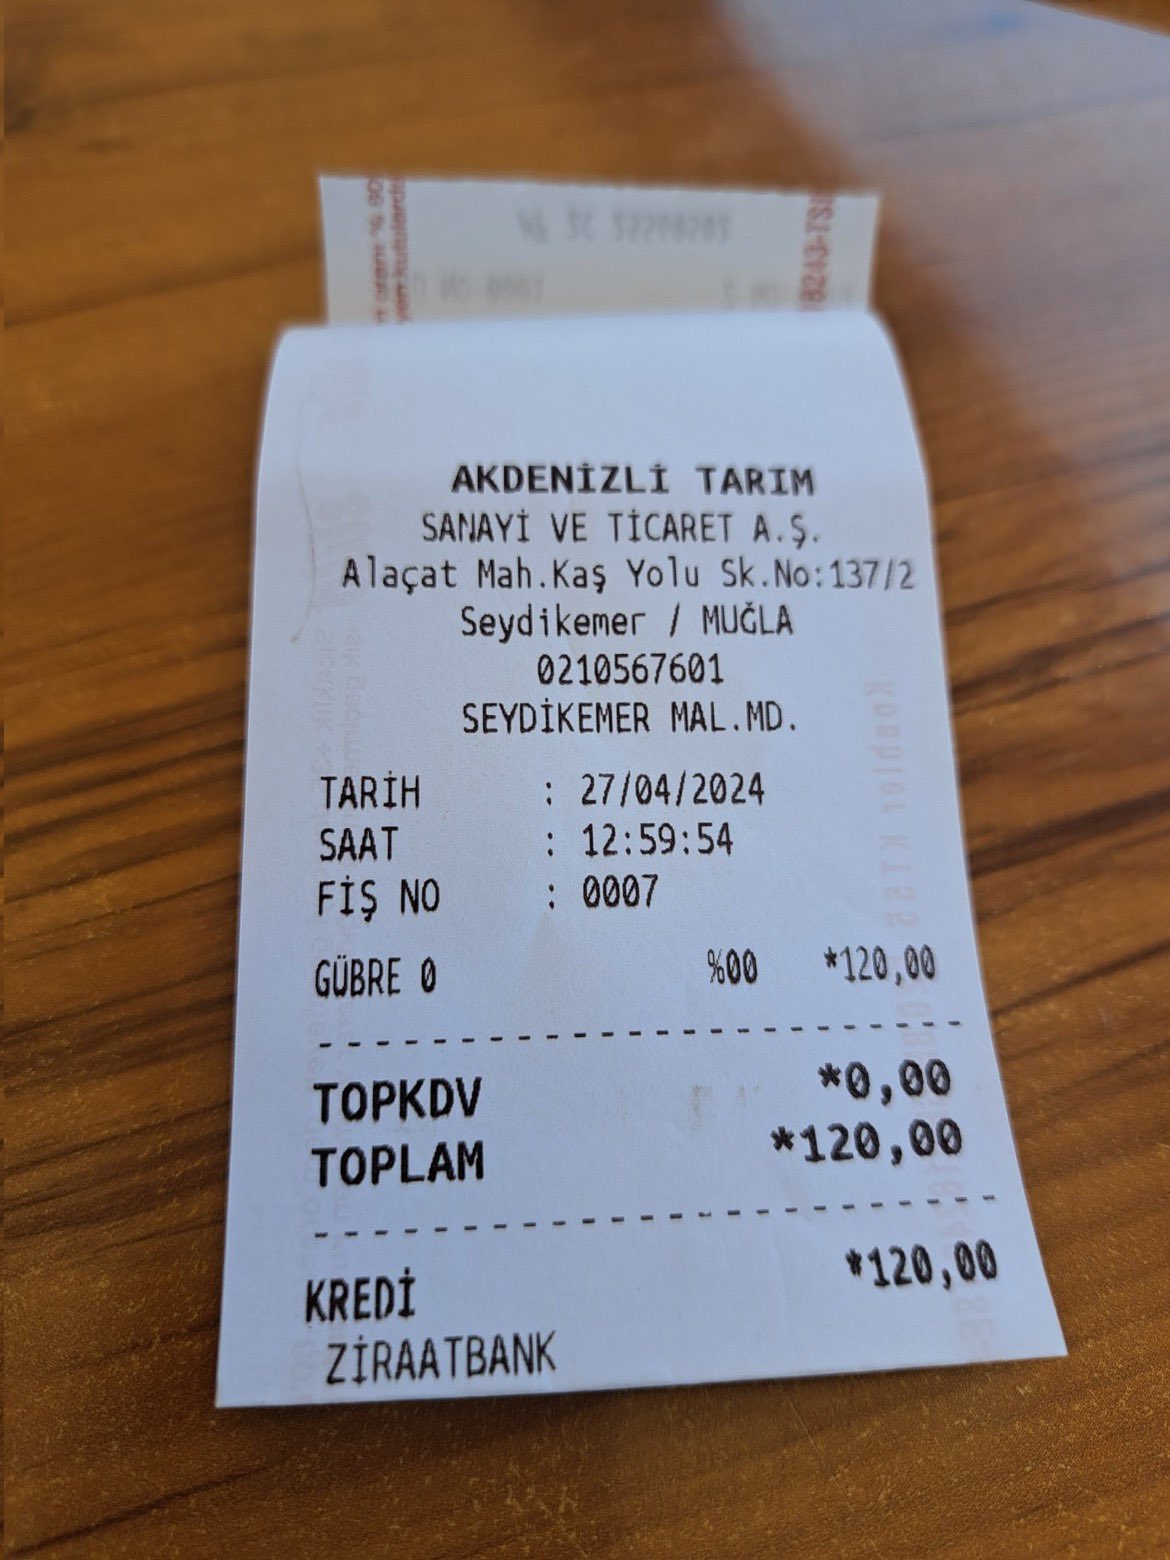 AKDENİZLİ TARIM
SANAYİ VE TİCARET A.Ş.
Alaçat Mah.Kaş Yolu Sk.No:137/2
Seydikemer / MUĞLA
0210567601
SEYDİKEMER MAL.MD.
TARİH : 27/04/2024
SAAT : 12:59:54
FİŞ NO : 0007
GÜBRE 0 %00 *120,00
TOPKDV *0,00
TOPLAM *120,00
KREDİ *120,00
ZİRAATBANK